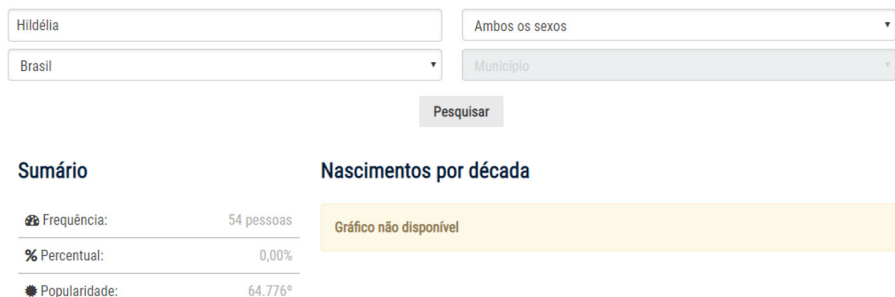 Hildélia
Ambos os sexos
Brasil
Município
Pesquisar
Sumário
Nascimentos por década
Frequência: 54 pessoas
Gráfico não disponível
% Percentual: 0,00%
Popularidade: 64.776º